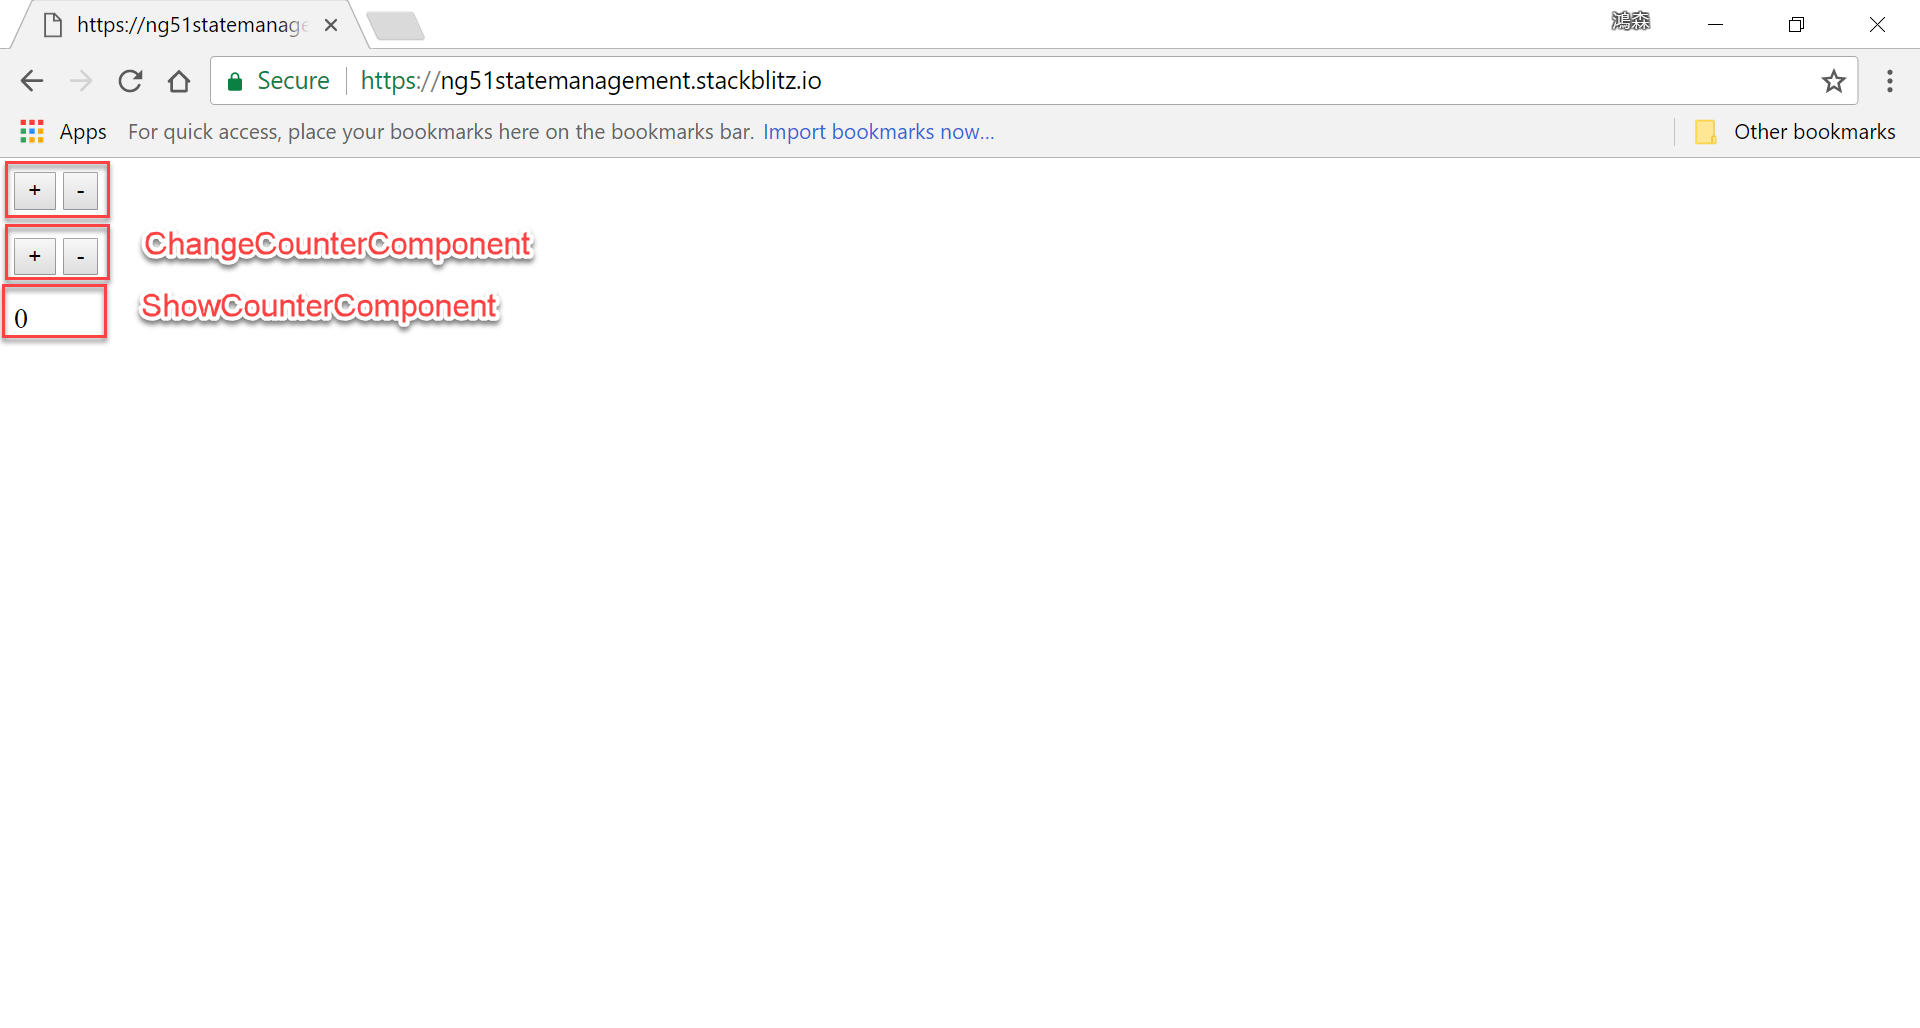 https://ng51statemanage
鴻森
Secure
https://ng51statemanagement.stackblitz.io
Apps
For quick access, place your bookmarks here on the bookmarks bar. Import bookmarks now...
Other bookmarks
+ -
+ -
ChangeCounterComponent
0
ShowCounterComponent